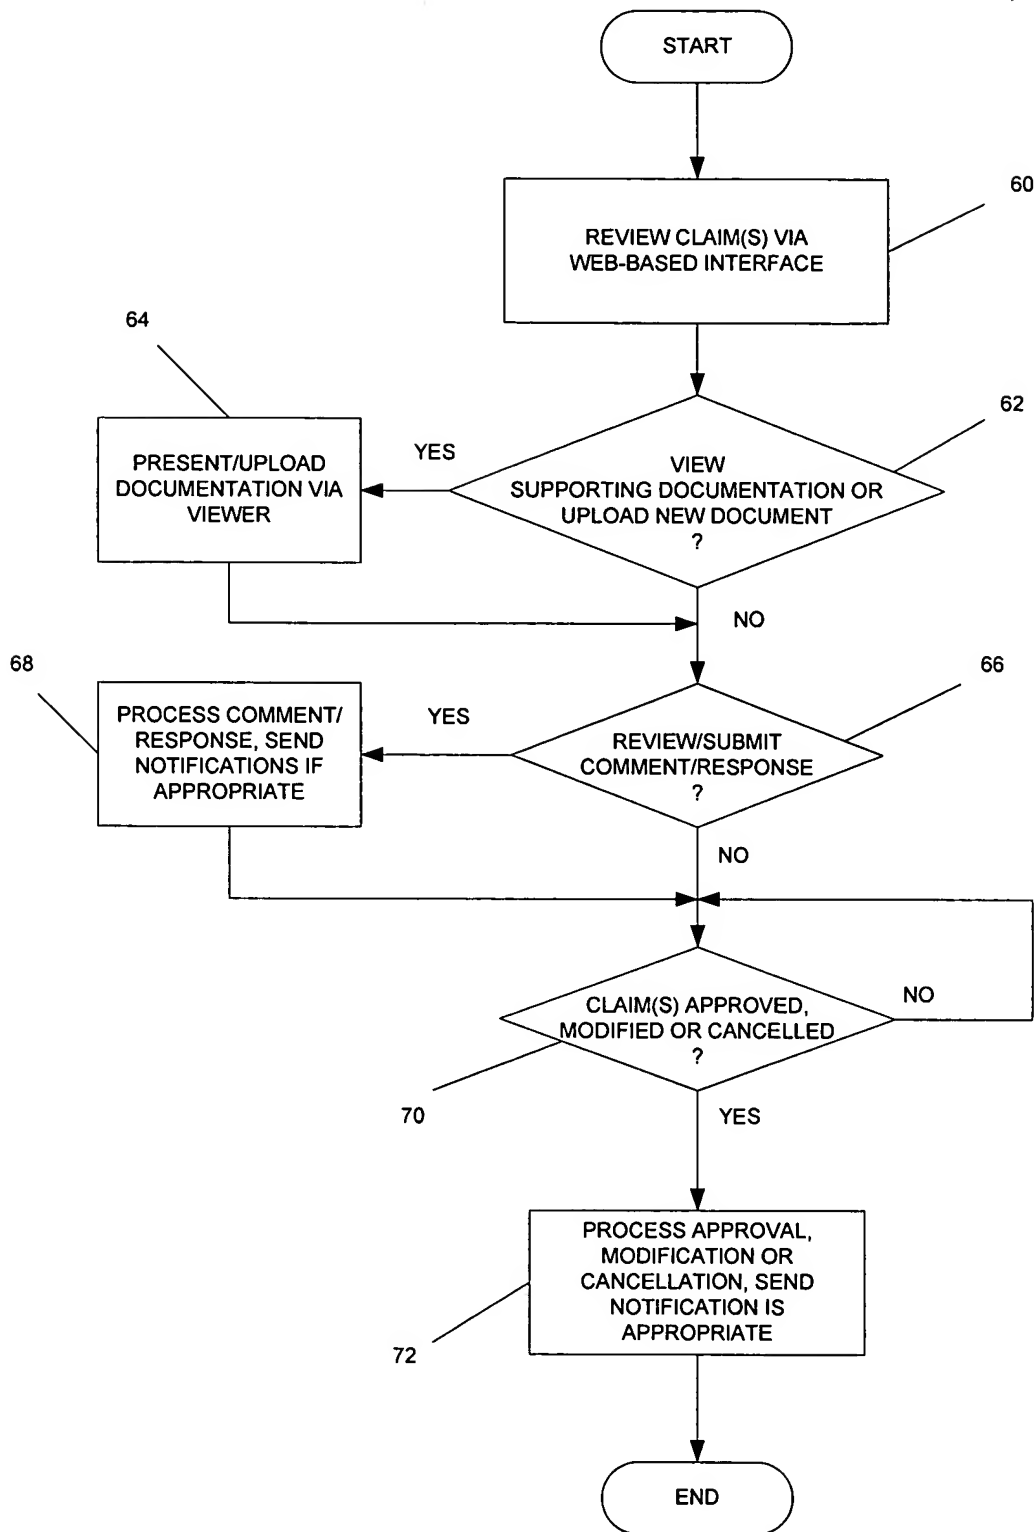 START
60
REVIEW CLAIM(S) VIA
WEB-BASED INTERFACE
64
62
PRESENT/UPLOAD
DOCUMENTATION VIA
VIEWER
YES
VIEW
SUPPORTING DOCUMENTATION OR
UPLOAD NEW DOCUMENT
?
NO
68
66
PROCESS COMMENT/
RESPONSE, SEND
NOTIFICATIONS IF
APPROPRIATE
YES
REVIEW/SUBMIT
COMMENT/RESPONSE
?
NO
CLAIM(S) APPROVED,
MODIFIED OR CANCELLED
?
NO
70
YES
PROCESS APPROVAL,
MODIFICATION OR
CANCELLATION, SEND
NOTIFICATION IS
APPROPRIATE
72
END